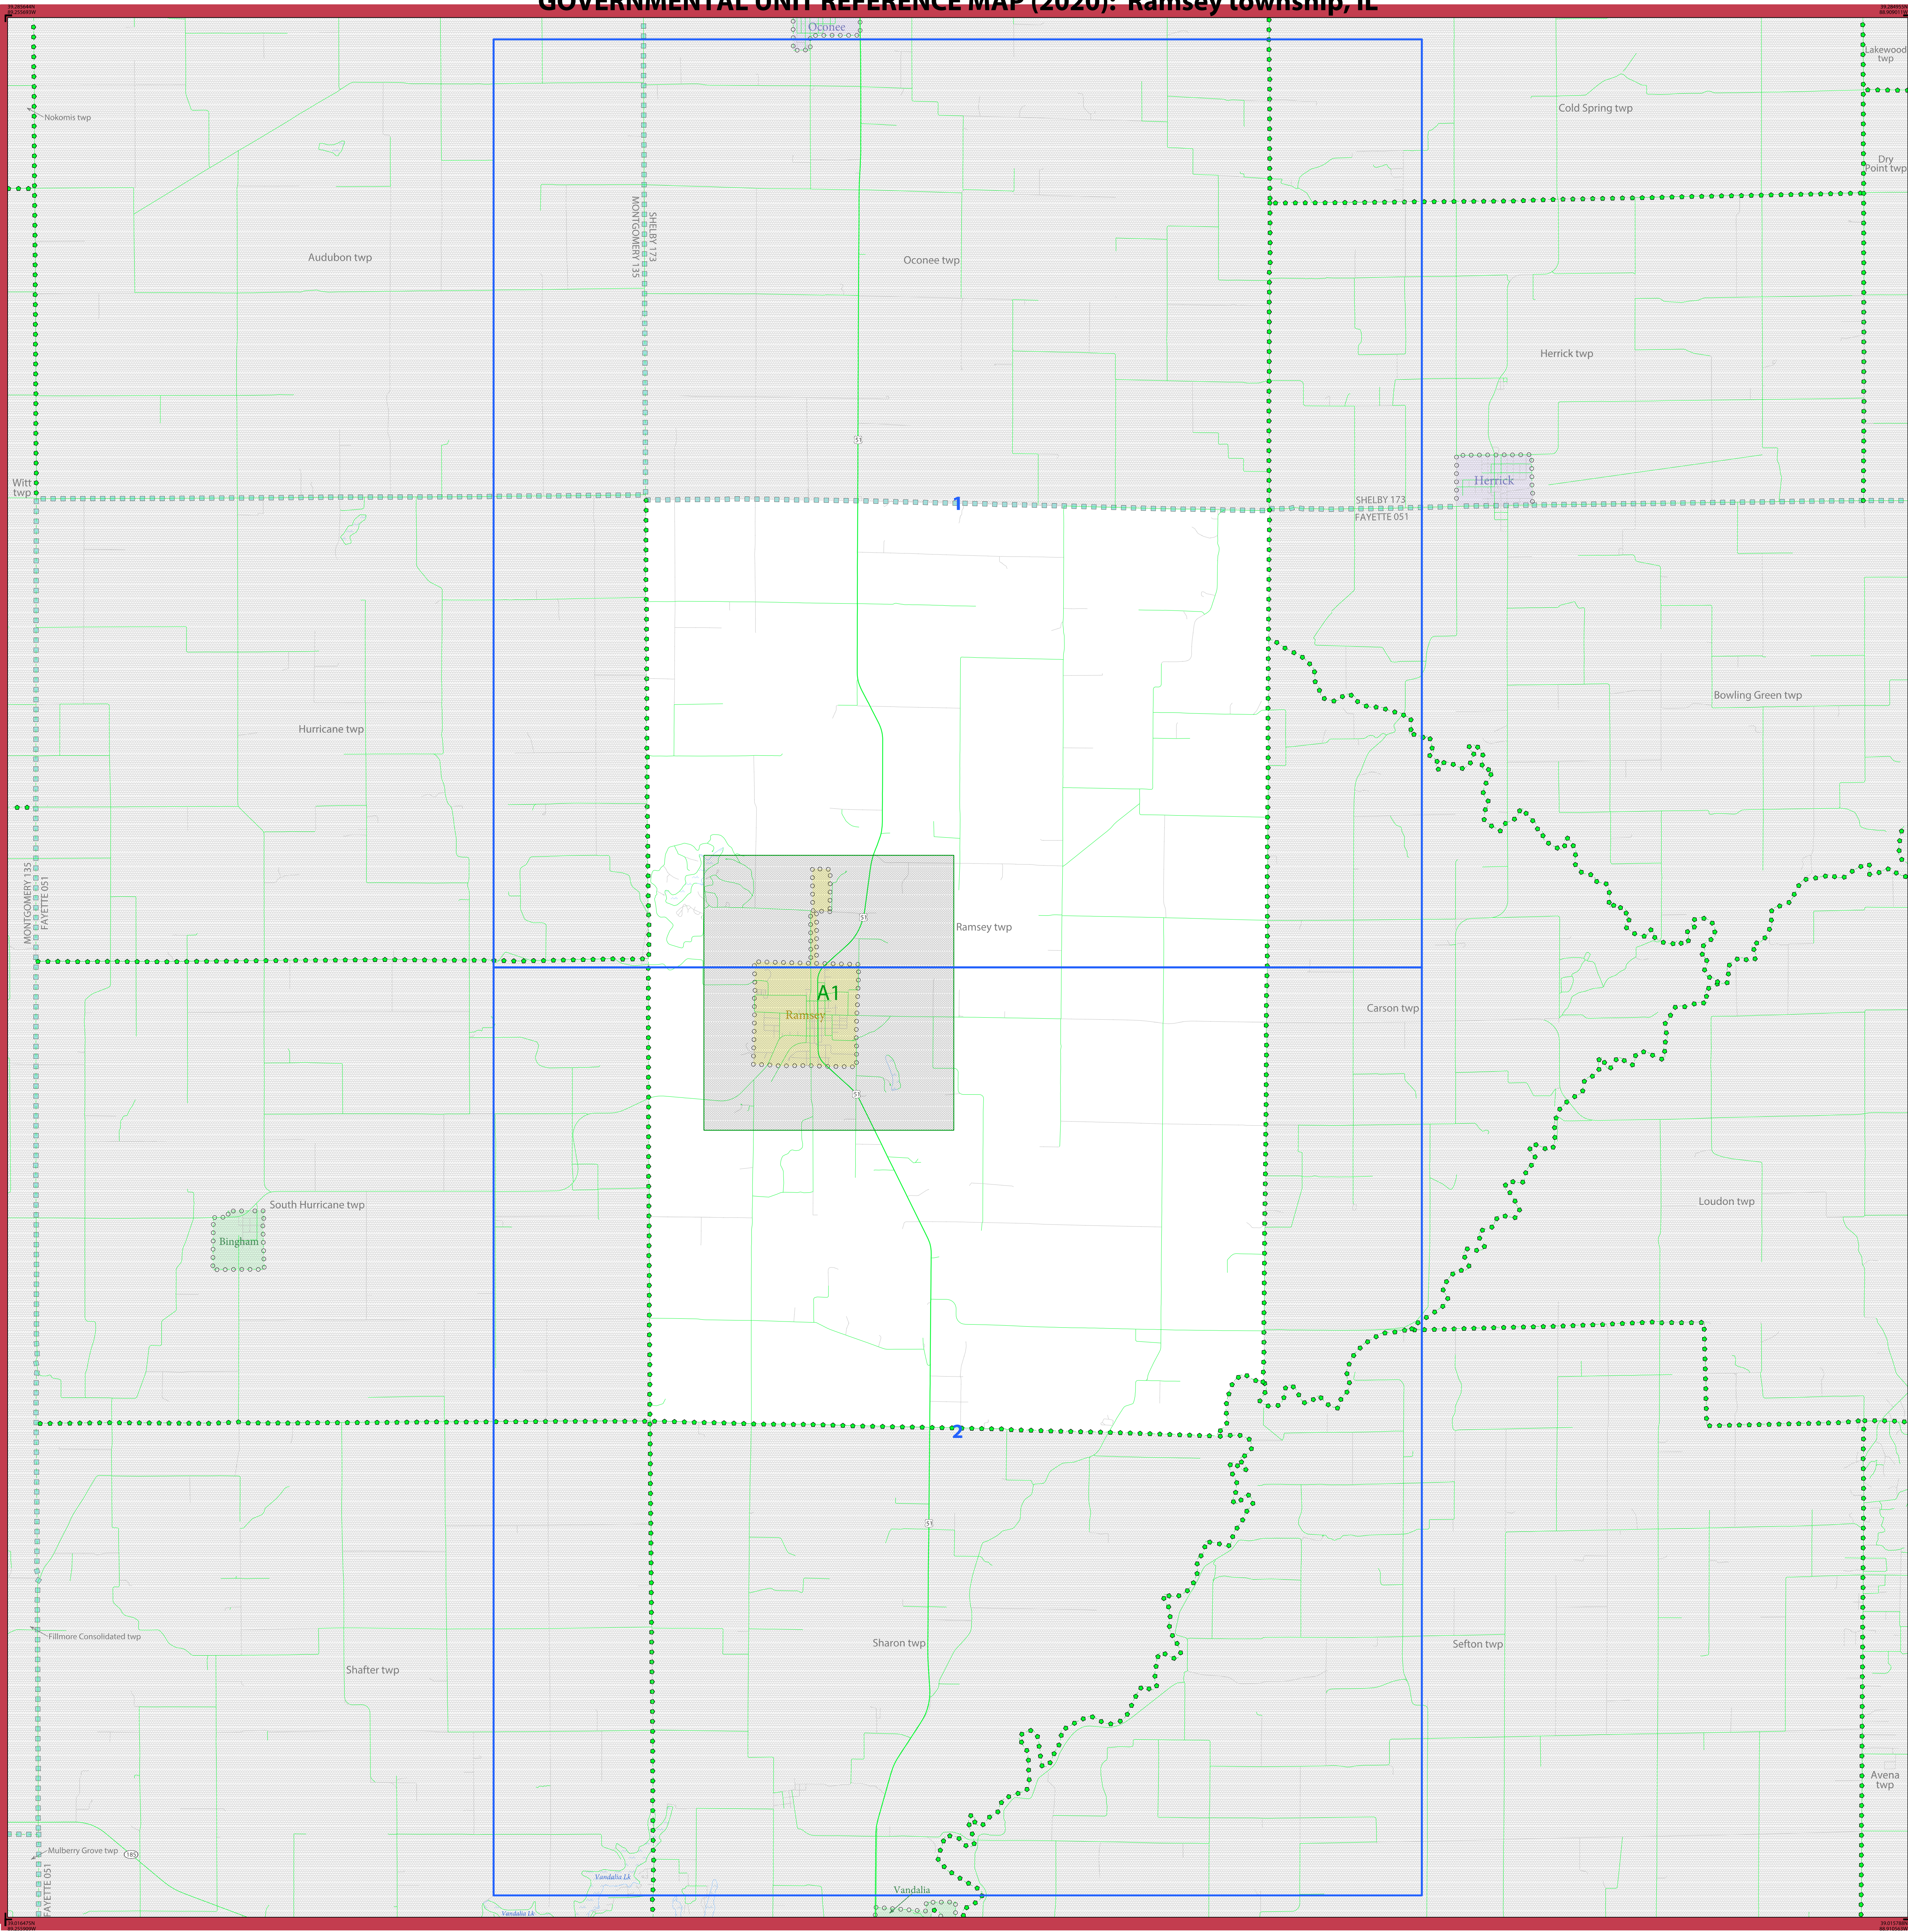 GOVERNMENTAL UNIT REFERENCE MAP (2020): Ramsey township, IL
Oconee
Lakewood
twp
Cold Spring twp
Nokomis twp
Dry
Point twp
MONTGOMERY 135
SHELBY 173
Audubon twp
Oconee twp
Herrick twp
51
Witt
twp
Herrick
1
SHELBY 173
FAYETTE 051
Bowling Green twp
Hurricane twp
MONTGOMERY 135
FAYETTE 051
51
Ramsey twp
A1
Ramsey
Carson twp
51
South Hurricane twp
Loudon twp
Bingham
2
51
Fillmore Consolidated twp
Sharon twp
Sefton twp
Shafter twp
Avena
twp
Mulberry Grove twp
185
FAYETTE 051
Vandalia Lk
Vandalia
Vandalia Lk